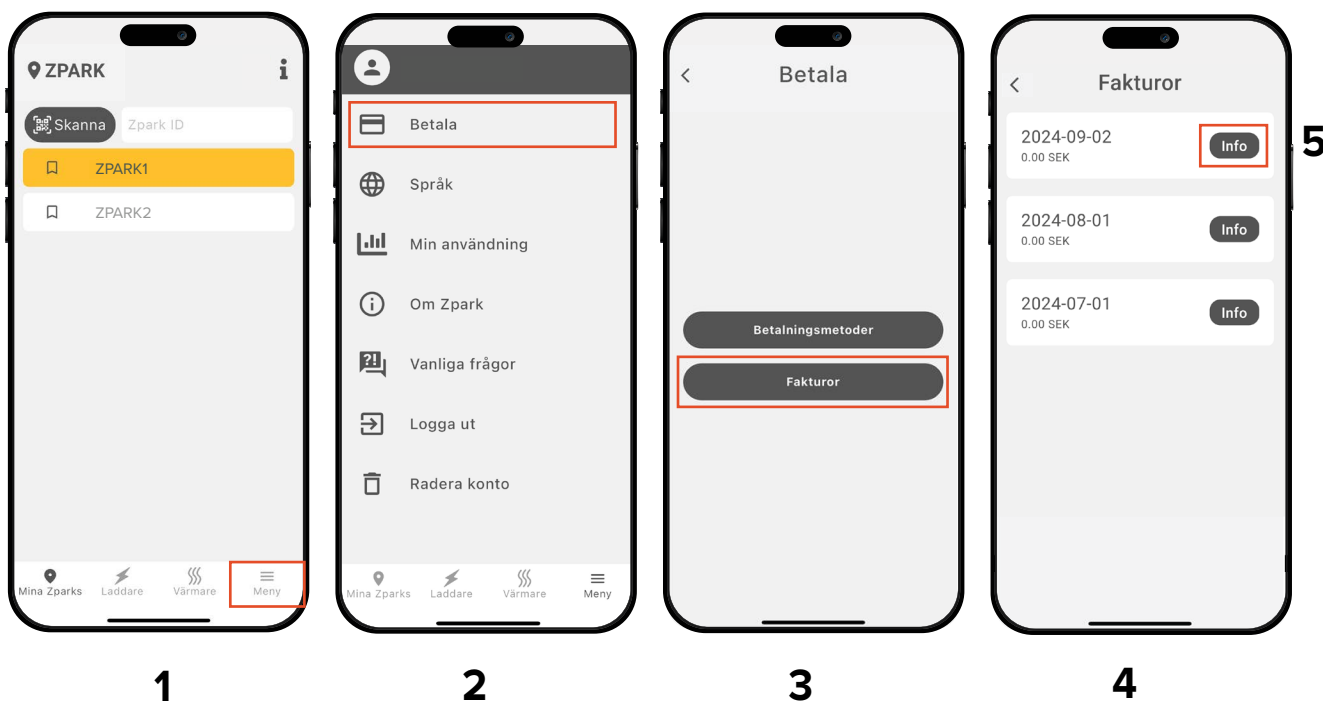 ZPARK
Skanna
Zpark ID
ZPARK1
ZPARK2
Mina Zparks
Laddare
Värmare
Meny
1
Betala
Språk
Min användning
Om Zpark
Vanliga frågor
Logga ut
Radera konto
Mina Zparks
Laddare
Värmare
Meny
2
Betala
Betalningsmetoder
Fakturor
3
Fakturor
2024-09-02
0.00 SEK
Info
5
2024-08-01
0.00 SEK
Info
2024-07-01
0.00 SEK
Info
4